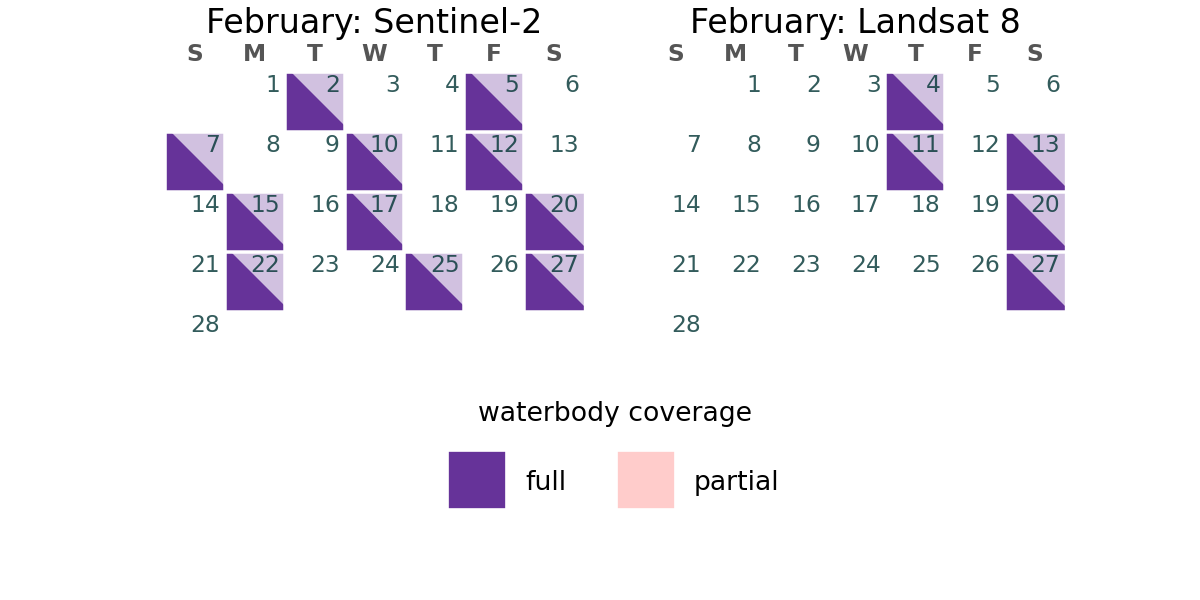 February: Sentinel-2
S M T W T F S
1 2 3 4 5 6
7 8 9 10 11 12 13
14 15 16 17 18 19 20
21 22 23 24 25 26 27
28
February: Landsat 8
S M T W T F S
1 2 3 4 5 6
7 8 9 10 11 12 13
14 15 16 17 18 19 20
21 22 23 24 25 26 27
28
waterbody coverage
full partial